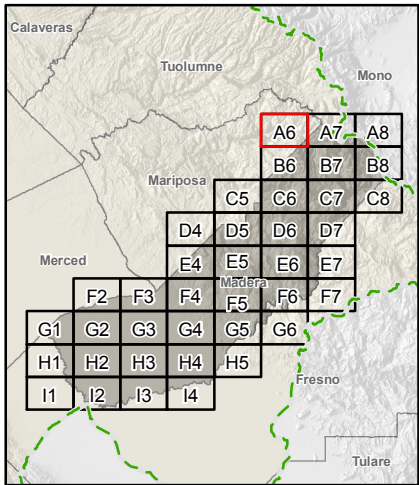 Calaveras
Tuolumne
Mono
A6 A7 A8
B6 B7 B8
Mariposa
C5 C6 C7 C8
D4 D5 D6 D7
Merced
E4 E5 E6 E7
Madera
F2 F3 F4 F5 F6 F7
G1 G2 G3 G4 G5 G6
H1 H2 H3 H4 H5
Fresno
I1 I2 I3 I4
Tulare